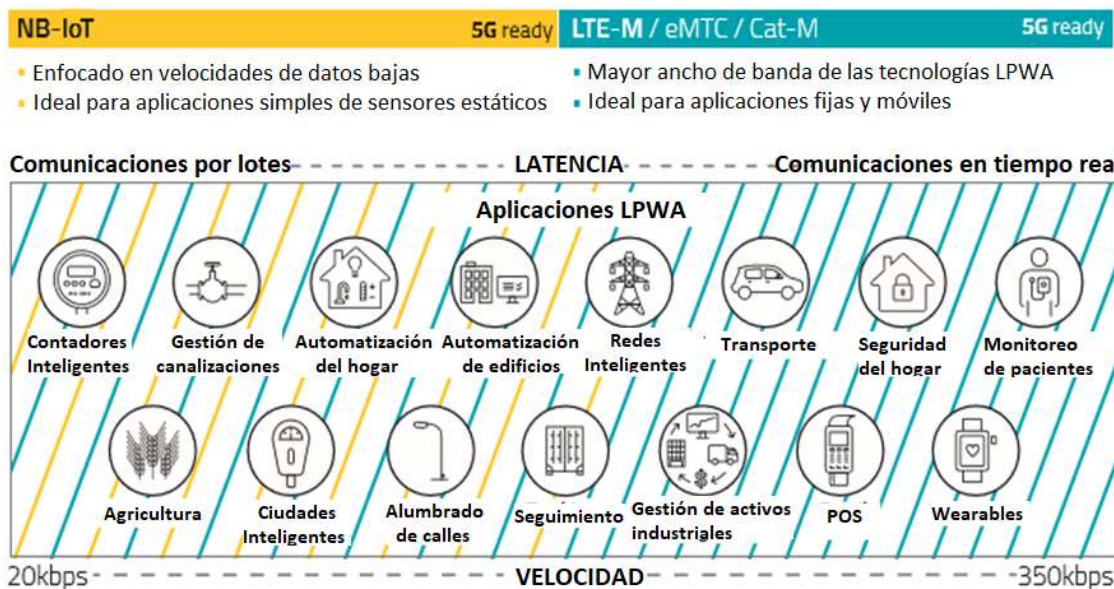 NB-IoT 5G ready
LTE-M / eMTC / Cat-M 5G ready
Enfocado en velocidades de datos bajas
Ideal para aplicaciones simples de sensores estáticos
Mayor ancho de banda de las tecnologías LPWA
Ideal para aplicaciones fijas y móviles
Comunicaciones por lotes LATENCIA Comunicaciones en tiempo rea
Aplicaciones LPWA
Contadores
Inteligentes
Gestión de
canalizaciones
Automatización
del hogar
Automatización
de edificios
Redes
Inteligentes
Transporte
Seguridad
del hogar
Monitoreo
de pacientes
Agricultura
Ciudades
Inteligentes
Alumbrado
de calles
Seguimiento
Gestión de activos
industriales
POS
Wearables
20kbps VELOCIDAD 350kbps